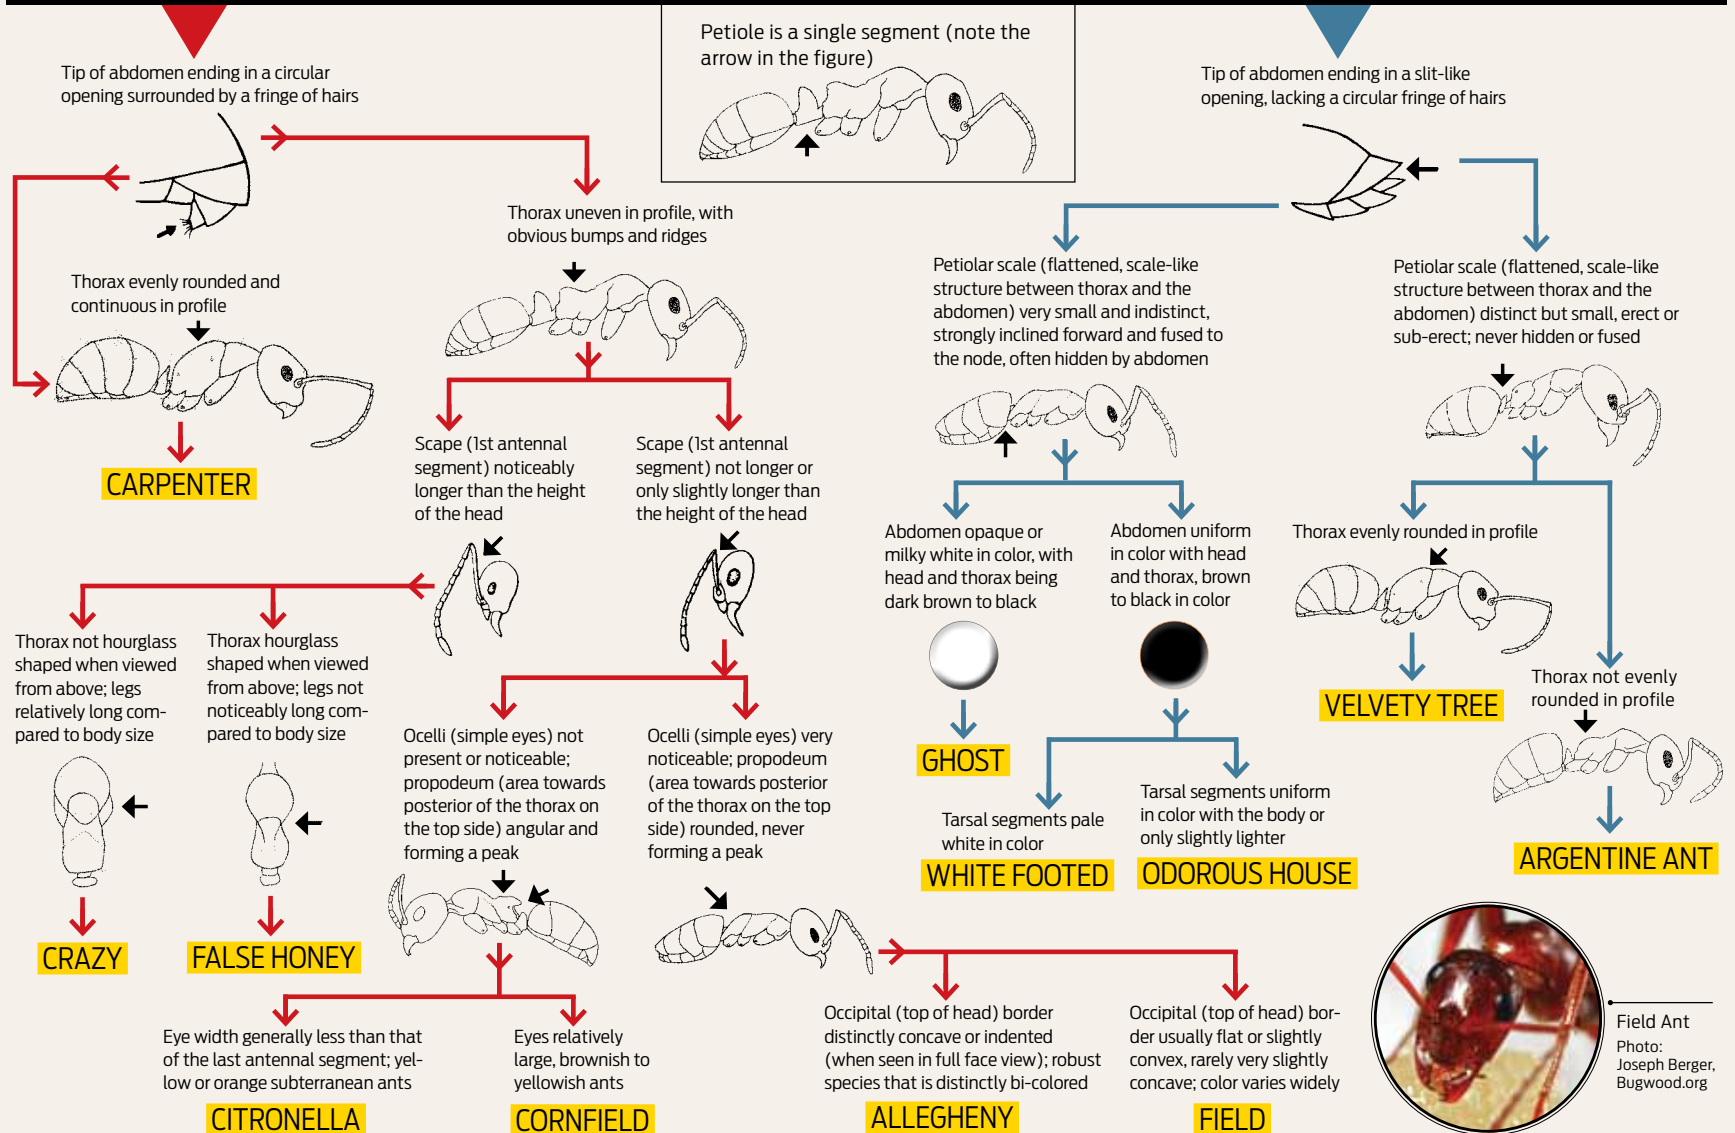 Petiole is a single segment (note the
arrow in the figure)
Tip of abdomen ending in a circular
opening surrounded by a fringe of hairs
Tip of abdomen ending in a slit-like
opening, lacking a circular fringe of hairs
Thorax uneven in profile, with
obvious bumps and ridges
Thorax evenly rounded and
continuous in profile
CARPENTER
Petiolar scale (flattened, scale-like
structure between thorax and the
abdomen) very small and indistinct,
strongly inclined forward and fused to
the node, often hidden by abdomen
Petiolar scale (flattened, scale-like
structure between thorax and the
abdomen) distinct but small, erect or
sub-erect; never hidden or fused
Scape (1st antennal
segment) noticeably
longer than the height
of the head
Scape (1st antennal
segment) not longer or
only slightly longer than
the height of the head
Abdomen opaque or
milky white in color, with
head and thorax being
dark brown to black
Abdomen uniform
in color with head
and thorax, brown
to black in color
Thorax evenly rounded in profile
Thorax not hourglass
shaped when viewed
from above; legs
relatively long com-
pared to body size
Thorax hourglass
shaped when viewed
from above; legs not
noticeably long com-
pared to body size
VELVETY TREE
Thorax not evenly
rounded in profile
Ocelli (simple eyes) not
present or noticeable;
propodeum (area towards
posterior of the thorax on
the top side) angular and
forming a peak
Ocelli (simple eyes) very
noticeable; propodeum
(area towards posterior
of the thorax on the top
side) rounded, never
forming a peak
GHOST
Tarsal segments pale
white in color
WHITE FOOTED
Tarsal segments uniform
in color with the body or
only slightly lighter
ODOROUS HOUSE
ARGENTINE ANT
CRAZY
FALSE HONEY
Eye width generally less than that
of the last antennal segment; yel-
low or orange subterranean ants
CITRONELLA
Eyes relatively
large, brownish to
yellowish ants
CORNFIELD
Occipital (top of head) border
distinctly concave or indented
(when seen in full face view); robust
species that is distinctly bi-colored
ALLEGHENY
Occipital (top of head) bor-
der usually flat or slightly
convex, rarely very slightly
concave; color varies widely
FIELD
Field Ant
Photo:
Joseph Berger,
Bugwood.org